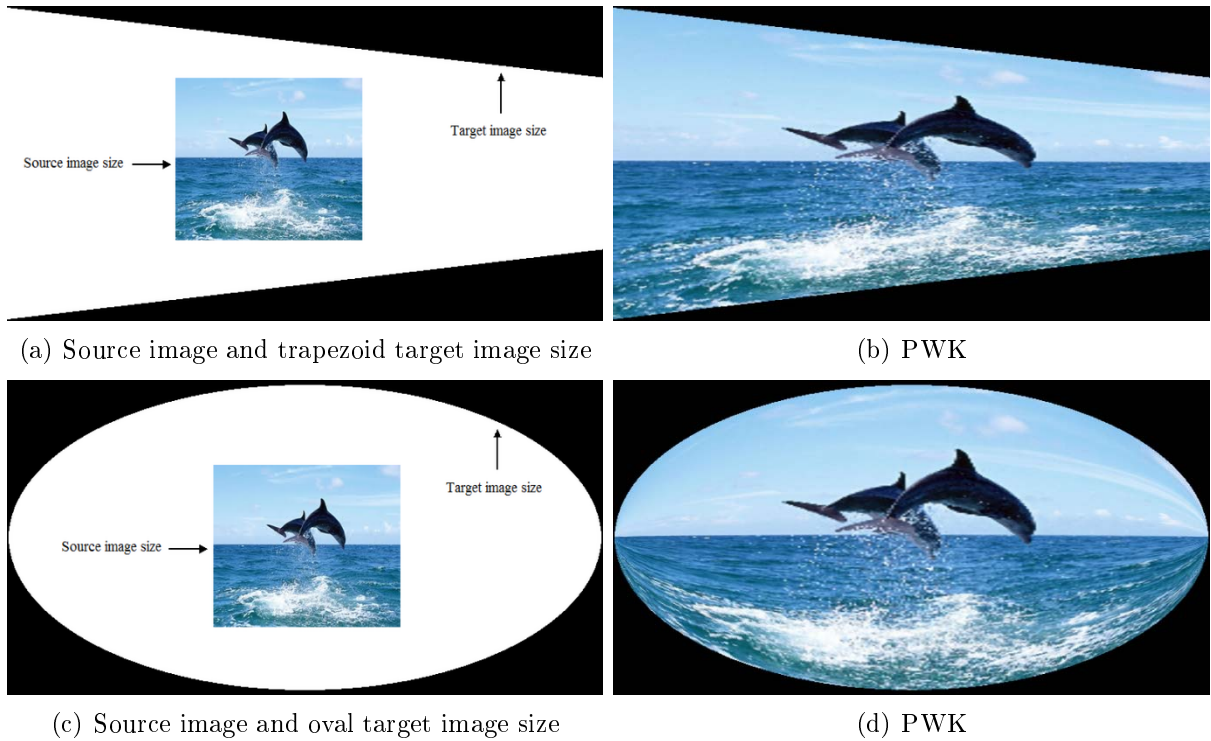 Target image size
Source image size
(a) Source image and trapezoid target image size
(b) PWK
Target image size
Source image size
(c) Source image and oval target image size
(d) PWK